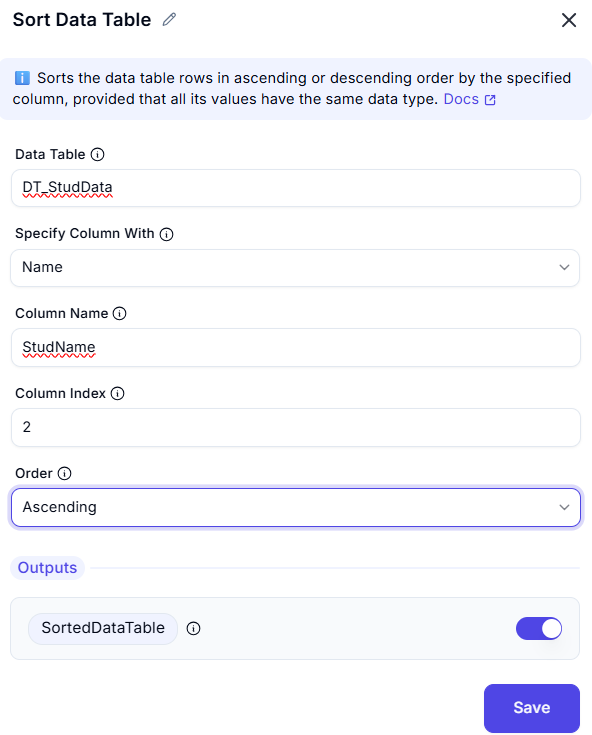 Sort Data Table
Sorts the data table rows in ascending or descending order by the specified
column, provided that all its values have the same data type. Docs
Data Table
DT_StudData
Specify Column With
Name
Column Name
StudName
Column Index
2
Order
Ascending
Outputs
SortedDataTable
Save